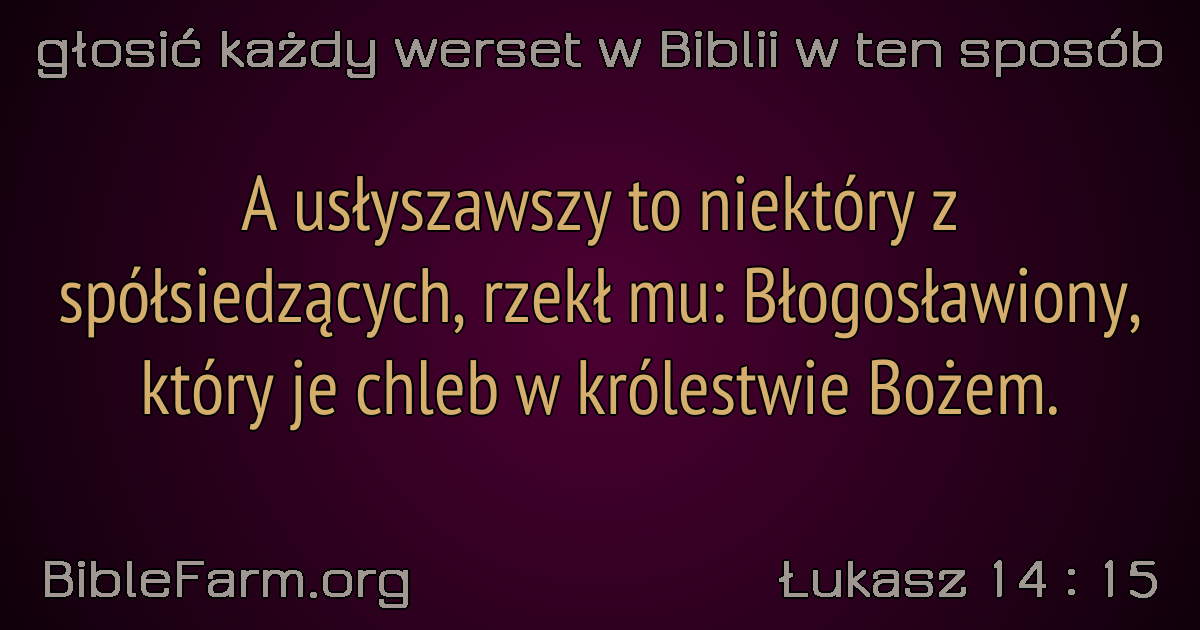 głosić każdy werset w Biblii w ten sposób
A usłyszawszy to niektóry z
spółsiedzących, rzekł mu: Błogosławiony,
który je chleb w królestwie Bożem.
BibleFarm.org
Łukasz 14 : 15